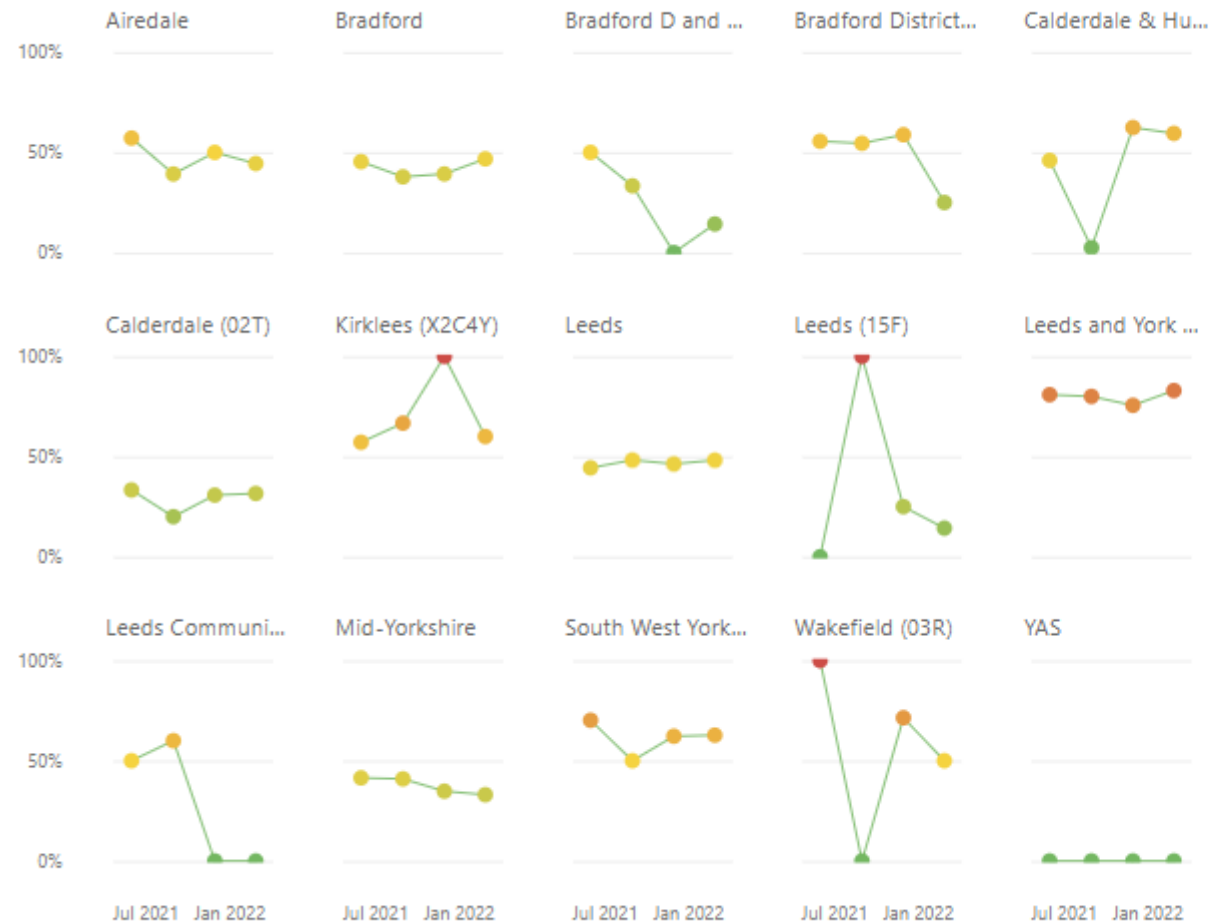 Airedale Bradford Bradford D and ... Bradford District... Calderdale & Hu...
100%
50%
0%
Calderdale (02T) Kirklees (X2C4Y) Leeds Leeds (15F) Leeds and York ...
100%
50%
0%
Leeds Communi... Mid-Yorkshire South West York... Wakefield (03R) YAS
100%
50%
0%
Jul 2021 Jan 2022 Jul 2021 Jan 2022 Jul 2021 Jan 2022 Jul 2021 Jan 2022 Jul 2021 Jan 2022